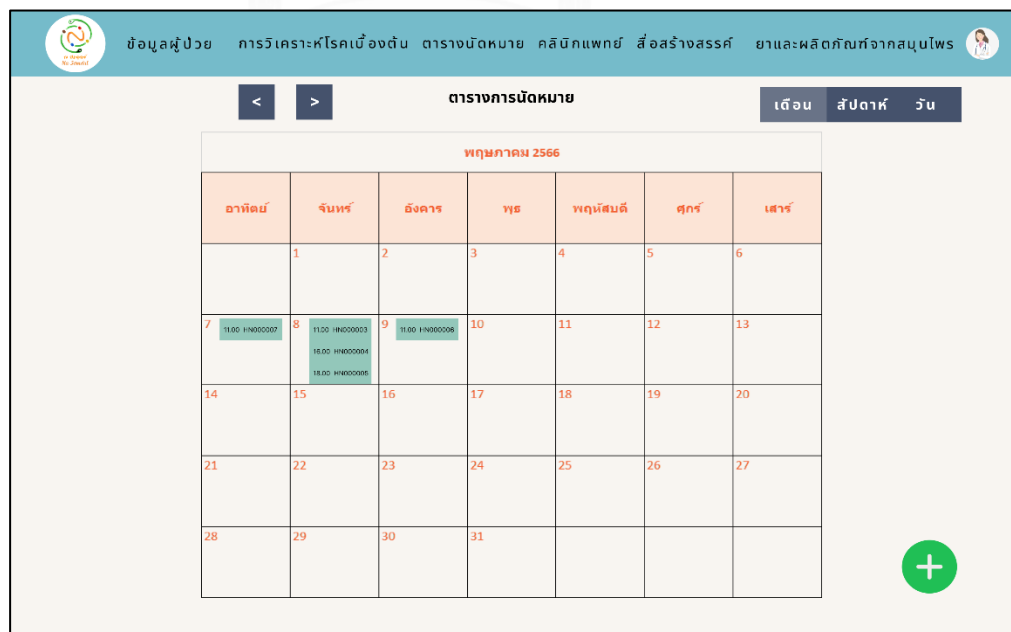 ข้อมูลผู้ป่วย การวิเคราะห์โรคเบื้องต้น ตารางนัดหมาย คลินิกแพทย์ สื่อสร้างสรรค์ ยาและผลิตภัณฑ์จากสมุนไพร
< > ตารางการนัดหมาย เดือน สัปดาห์ วัน
พฤษภาคม 2566
อาทิตย์ จันทร์ อังคาร พุธ พฤหัสบดี ศุกร์ เสาร์
1 2 3 4 5 6
7 11.00 HN000007 8 11.00 HN000003 9 11.00 HN000006 10 11 12 13
16.00 HN000004
18.00 HN000005
14 15 16 17 18 19 20
21 22 23 24 25 26 27
28 29 30 31
+